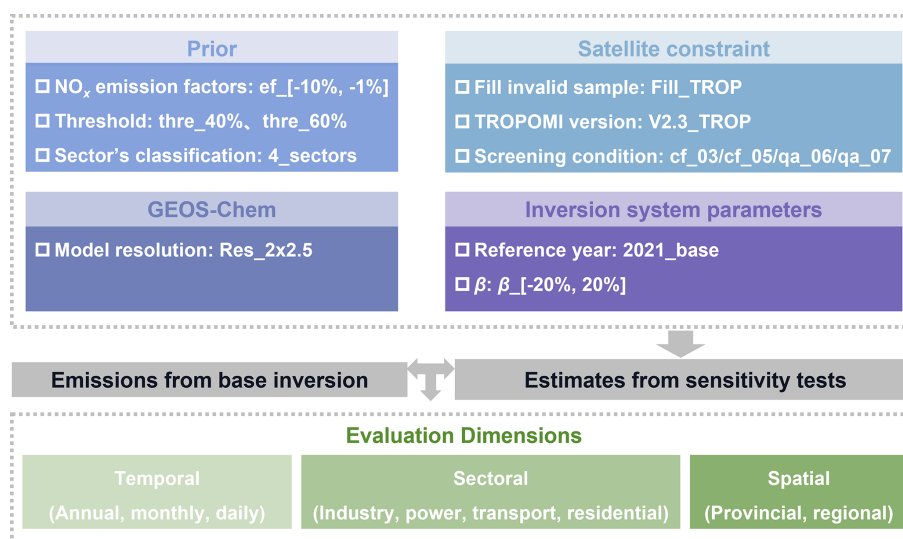 Prior
NOx emission factors: ef_[-10%, -1%]
Threshold: thre_40%、thre_60%
Sector's classification: 4_sectors
Satellite constraint
Fill invalid sample: Fill_TROP
TROPOMI version: V2.3_TROP
Screening condition: cf_03/cf_05/qa_06/qa_07
GEOS-Chem
Model resolution: Res_2x2.5
Inversion system parameters
Reference year: 2021_base
β: β_[-20%, 20%]
Emissions from base inversion
Estimates from sensitivity tests
Evaluation Dimensions
Temporal
(Annual, monthly, daily)
Sectoral
(Industry, power, transport, residential)
Spatial
(Provincial, regional)